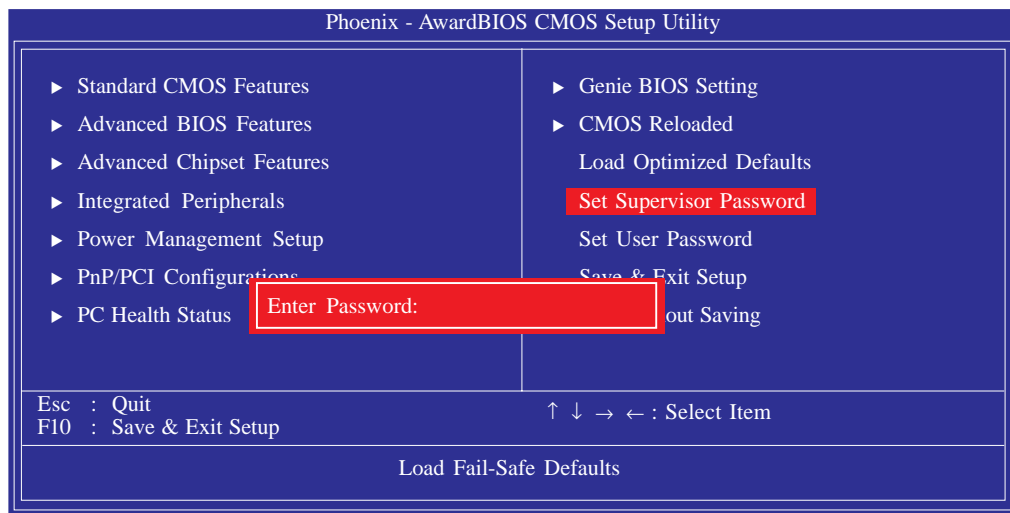 Phoenix - AwardBIOS CMOS Setup Utility
▶ Standard CMOS Features
▶ Advanced BIOS Features
▶ Advanced Chipset Features
▶ Integrated Peripherals
▶ Power Management Setup
▶ PnP/PCI Configurations
▶ PC Health Status
▶ Genie BIOS Setting
▶ CMOS Reloaded
Load Optimized Defaults
Set Supervisor Password
Set User Password
Save & Exit Setup
out Saving
Enter Password:
Esc : Quit
F10 : Save & Exit Setup
↑ ↓ → ← : Select Item
Load Fail-Safe Defaults